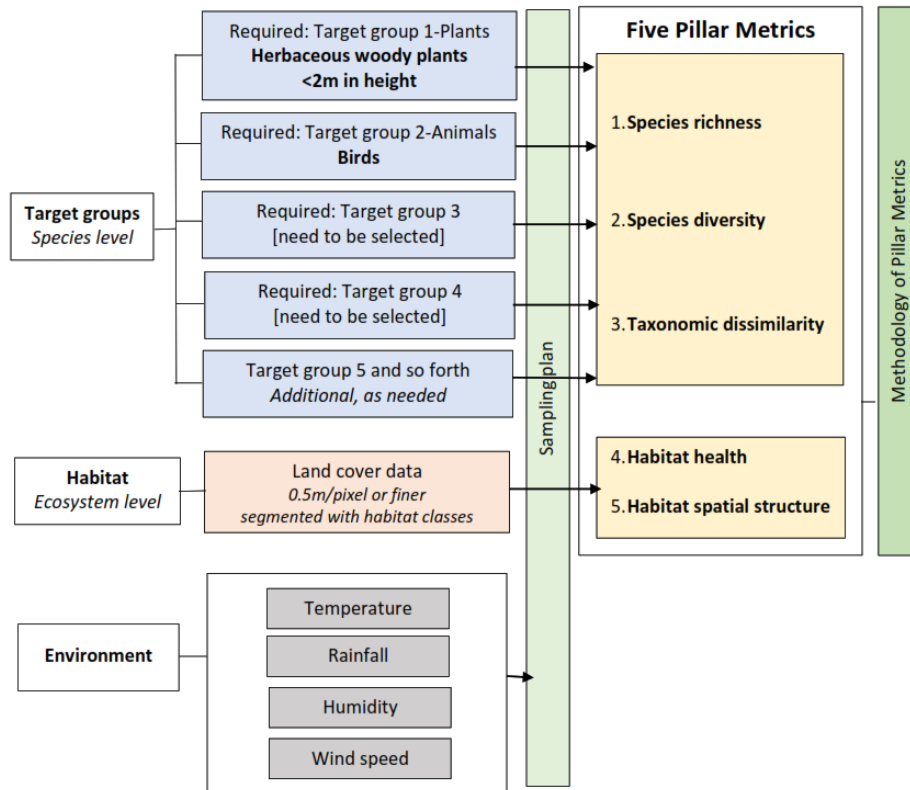 Required: Target group 1-Plants
Herbaceous woody plants
<2m in height
Required: Target group 2-Animals
Birds
Target groups
Species level
Required: Target group 3
[need to be selected]
Required: Target group 4
[need to be selected]
Target group 5 and so forth
Additional, as needed
Habitat
Ecosystem level
Land cover data
0.5m/pixel or finer
segmented with habitat classes
Environment
Temperature
Rainfall
Humidity
Wind speed
Sampling plan
Five Pillar Metrics
1.Species richness
2.Species diversity
3.Taxonomic dissimilarity
4.Habitat health
5.Habitat spatial structure
Methodology of Pillar Metrics